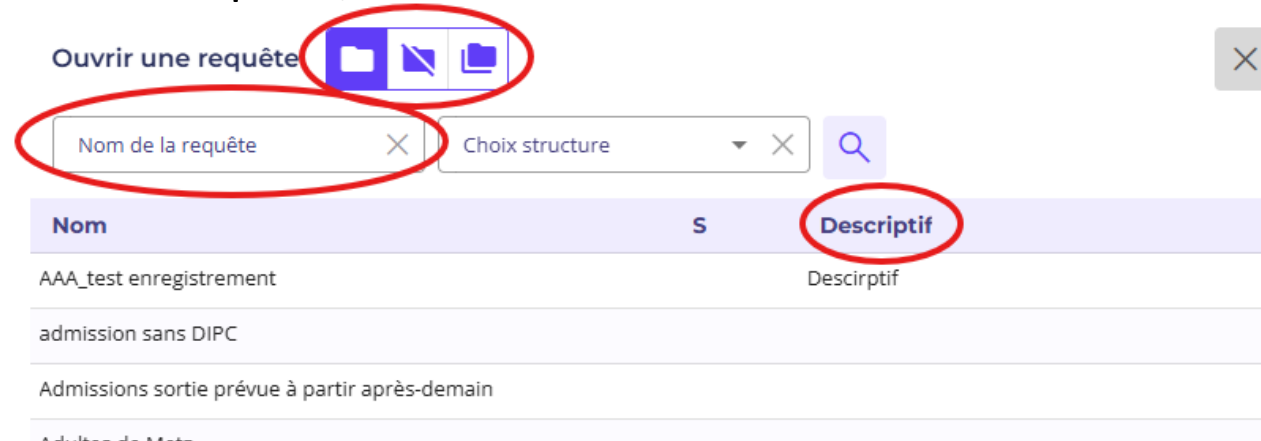 Ouvrir une requête
Nom de la requête Choix structure
Nom S Descriptif
AAA_test enregistrement Descirptif
admission sans DIPC
Admissions sortie prévue à partir après-demain